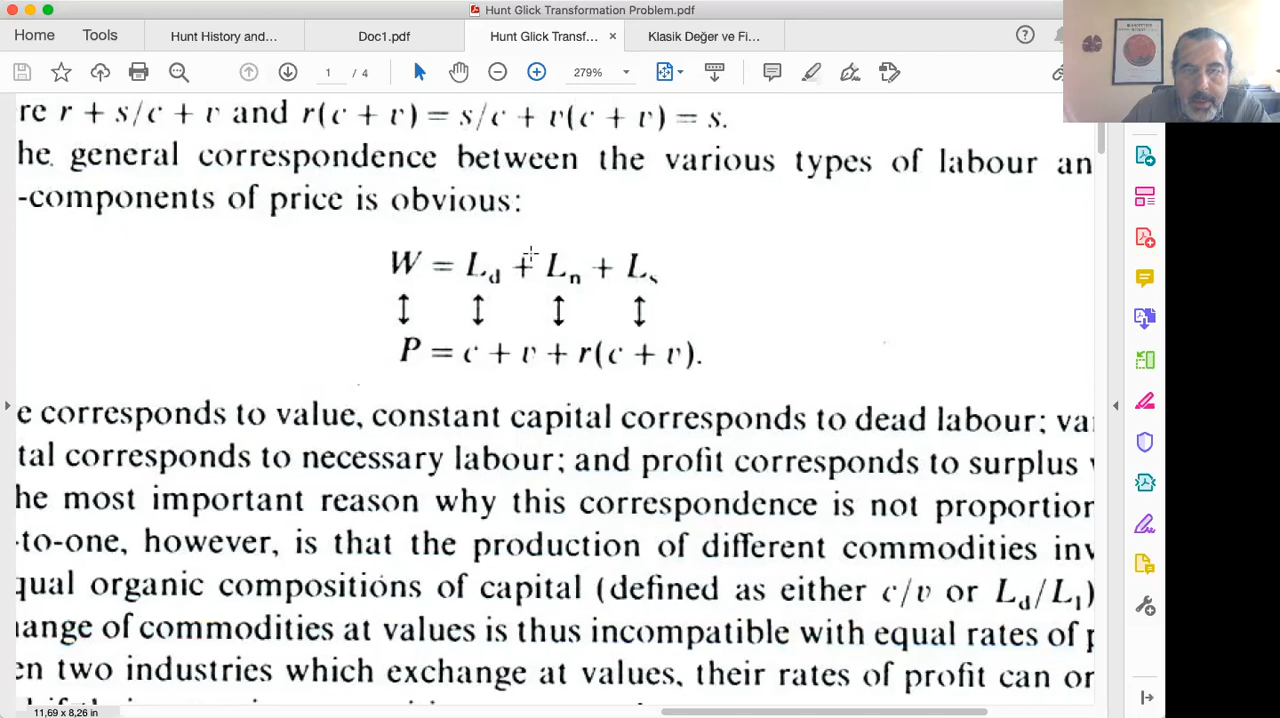 Hunt Glick Transformation Problem.pdf
Home Tools Hunt History and... Doc1.pdf Hunt Glick Transf... × Klasik Değer ve Fi...
1 / 4 279%
re r + s/c + v and r(c + v) = s/c + v(c + v) = s.
he general correspondence between the various types of labour an
-components of price is obvious:
W = Ld + Ln + Ls
↕ ↕ ↕ ↕
P = c + v + r(c + v).
e corresponds to value, constant capital corresponds to dead labour; va
tal corresponds to necessary labour; and profit corresponds to surplus
he most important reason why this correspondence is not proportion
-to-one, however, is that the production of different commodities inv
qual organic compositions of capital (defined as either c/v or Ld/L1)
ange of commodities at values is thus incompatible with equal rates of p
en two industries which exchange at values, their rates of profit can or
11,69 x 8,26 in